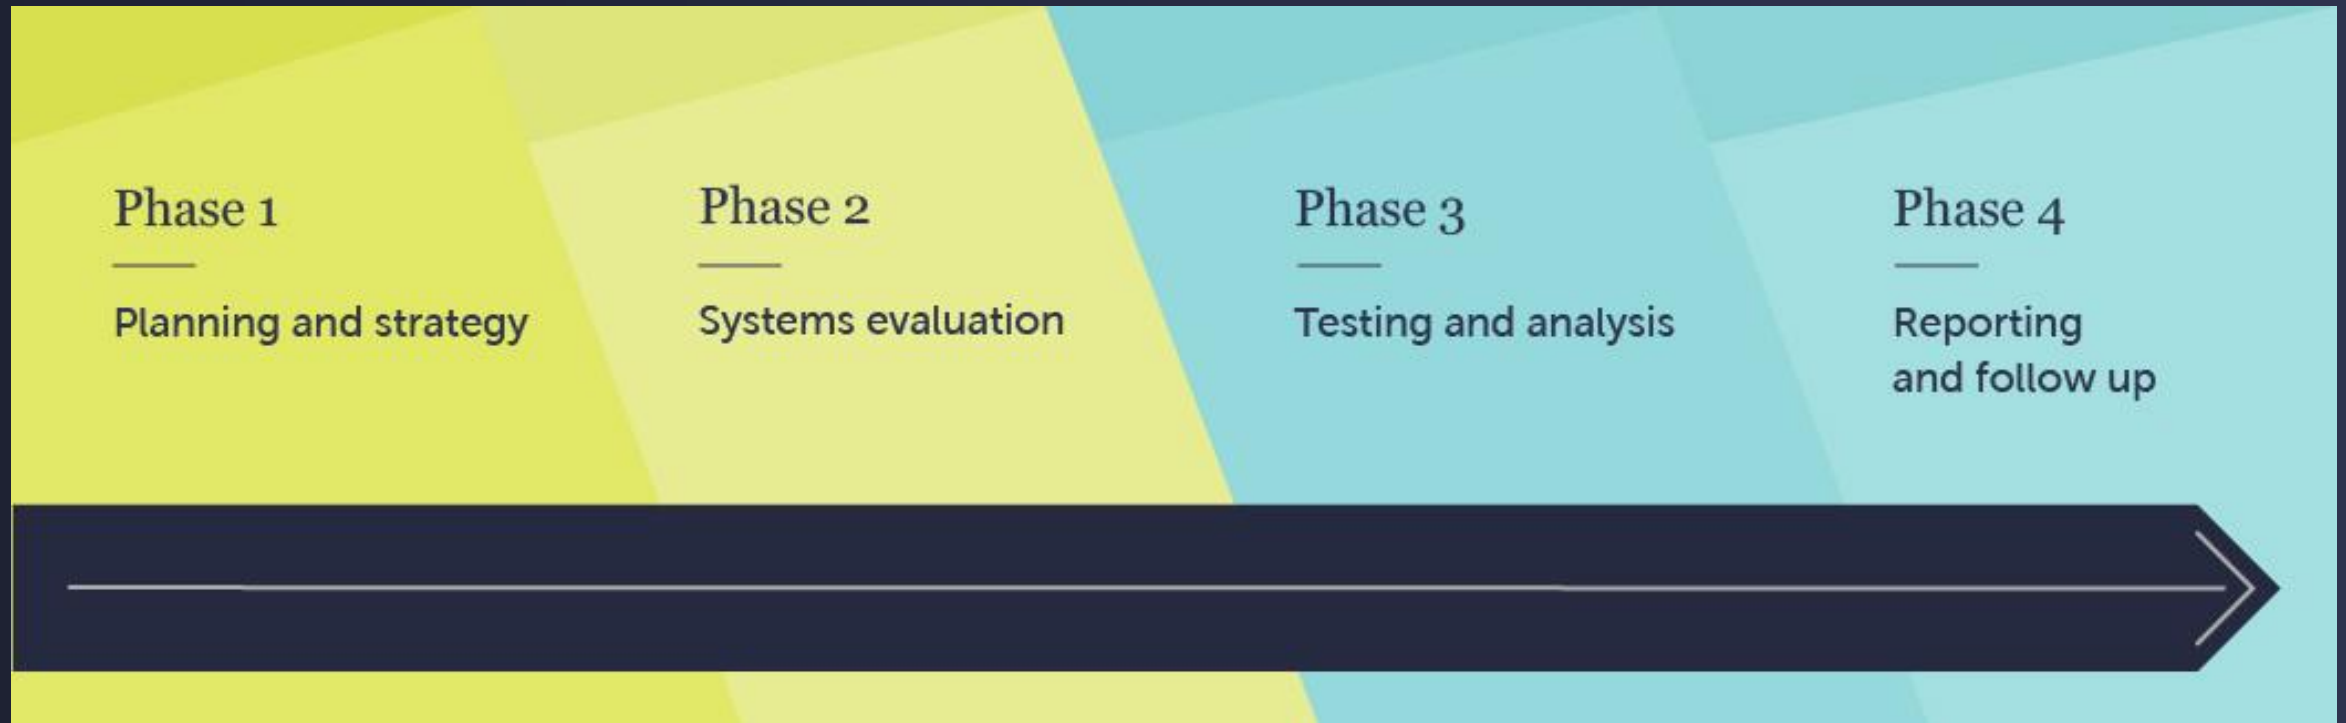 Phase 1
Planning and strategy
Phase 2
Systems evaluation
Phase 3
Testing and analysis
Phase 4
Reporting
and follow up